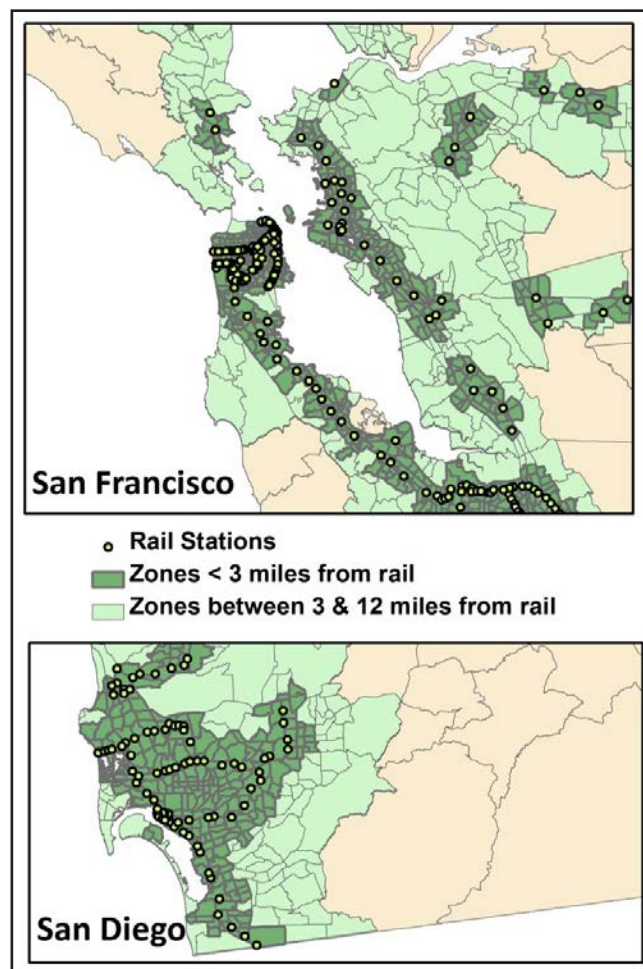 San Francisco
Rail Stations
Zones < 3 miles from rail
Zones between 3 & 12 miles from rail
San Diego